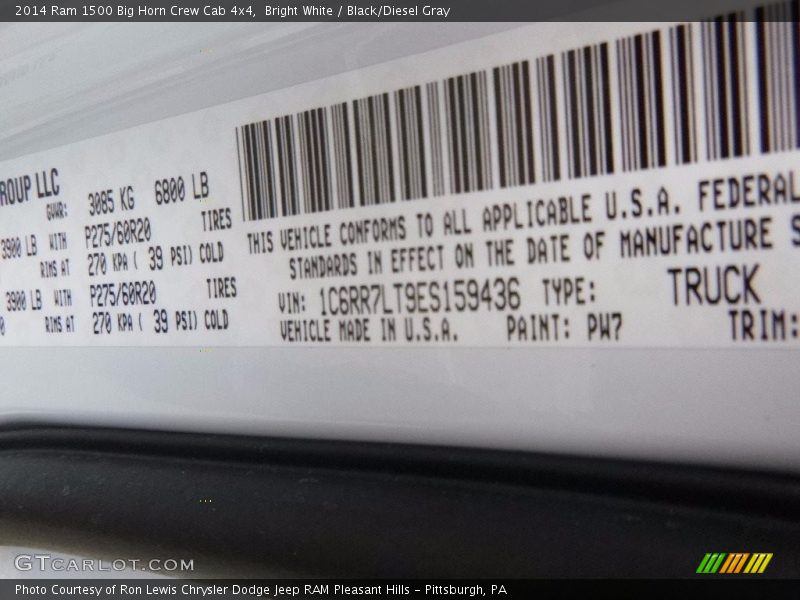 2014 Ram 1500 Big Horn Crew Cab 4x4,  Bright White / Black/Diesel Gray
ROUP LLC
GVWR: 3085 KG 6800 LB
3900 LB WITH P275/60R20 TIRES
RIMS AT 270 KPA ( 39 PSI) COLD
3900 LB WITH P275/60R20 TIRES
RIMS AT 270 KPA ( 39 PSI) COLD
THIS VEHICLE CONFORMS TO ALL APPLICABLE U.S.A. FEDERAL
STANDARDS IN EFFECT ON THE DATE OF MANUFACTURE S
VIN: 1C6RR7LT9ES159436 TYPE: TRUCK
VEHICLE MADE IN U.S.A. PAINT: PW7 TRIM:
GTCARLOT.COM
Photo Courtesy of Ron Lewis Chrysler Dodge Jeep RAM Pleasant Hills - Pittsburgh, PA